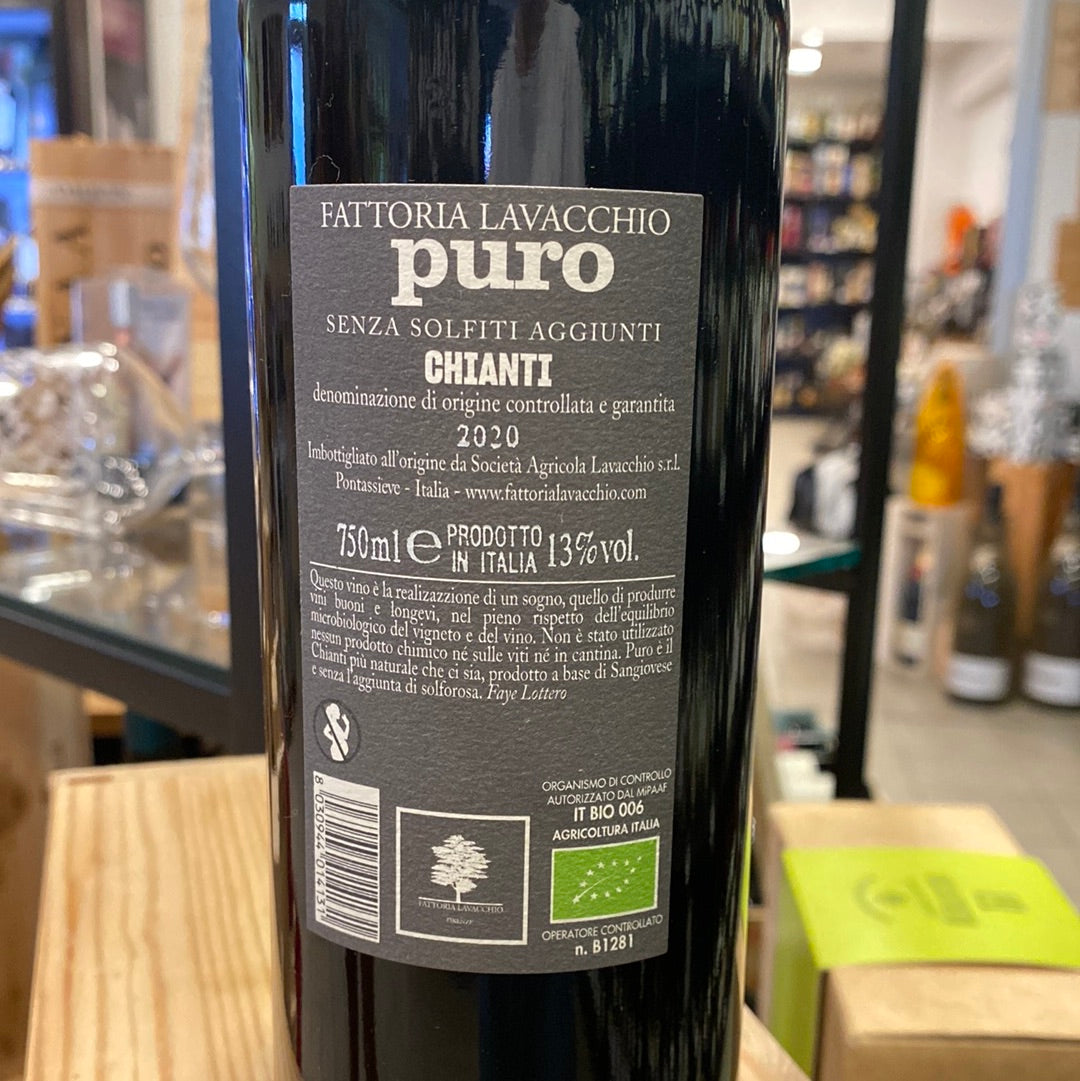 FATTORIA LAVACCHIO
puro
SENZA SOLFITI AGGIUNTI
CHIANTI
denominazione di origine controllata e garantita
2020
Imbottigliato all'origine da Società Agricola Lavacchio s.r.l.
Pontassieve - Italia - www.fattorialavacchio.com
750ml e PRODOTTO IN ITALIA 13% vol.
Questo vino è la realizazzione di un sogno, quello di produrre
vini buoni e longevi, nel pieno rispetto dell'equilibrio
microbiologico del vigneto e del vino. Non è stato utilizzato
nessun prodotto chimico né sulle viti né in cantina. Puro è il
Chianti più naturale che ci sia, prodotto a base di Sangiovese
e senza l'aggiunta di solforosa. Faye Lottero
8 030944 014311
FATTORIA LAVACCHIO
FIRENZE
ORGANISMO DI CONTROLLO
AUTORIZZATO DAL MiPAAF
IT BIO 006
AGRICOLTURA ITALIA
OPERATORE CONTROLLATO
n. B1281